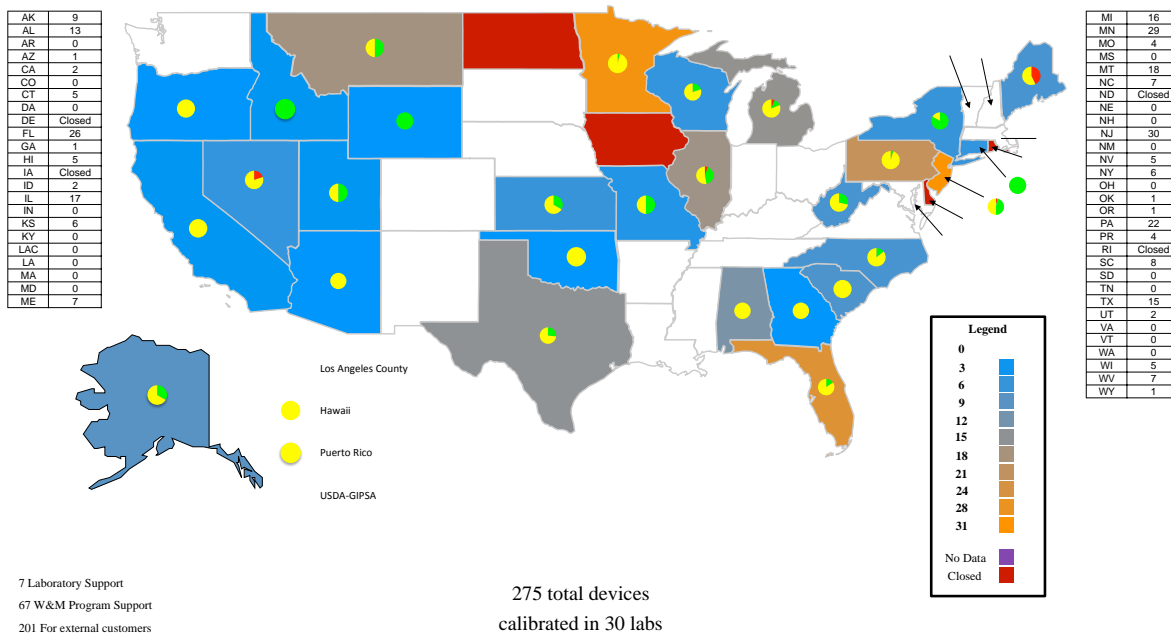 AK 9
AL 13
AR 0
AZ 1
CA 2
CO 0
CT 5
DA 0
DE Closed
FL 26
GA 1
HI 5
IA Closed
ID 2
IL 17
IN 0
KS 6
KY 0
LAC 0
LA 0
MA 0
MD 0
ME 7
MI 16
MN 29
MO 4
MS 0
MT 18
NC 7
ND Closed
NE 0
NH 0
NJ 30
NM 0
NV 5
NY 6
OH 0
OK 1
OR 1
PA 22
PR 4
RI Closed
SC 8
SD 0
TN 0
TX 15
UT 2
VA 0
VT 0
WA 0
WI 5
WV 7
WY 1
Los Angeles County
Hawaii
Puerto Rico
USDA-GIPSA
Legend
0
3
6
9
12
15
18
21
24
28
31
No Data
Closed
7 Laboratory Support
67 W&M Program Support
201 For external customers
275 total devices
calibrated in 30 labs